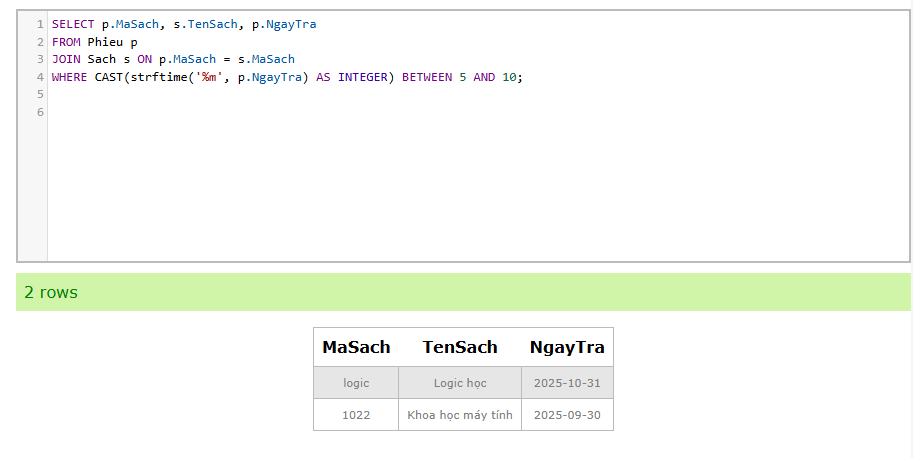 1 SELECT p.MaSach, s.TenSach, p.NgayTra
2 FROM Phieu p
3 JOIN Sach s ON p.MaSach = s.MaSach
4 WHERE CAST(strftime('%m', p.NgayTra) AS INTEGER) BETWEEN 5 AND 10;
5
6
2 rows
MaSach TenSach NgayTra
logic Logic học 2025-10-31
1022 Khoa học máy tính 2025-09-30